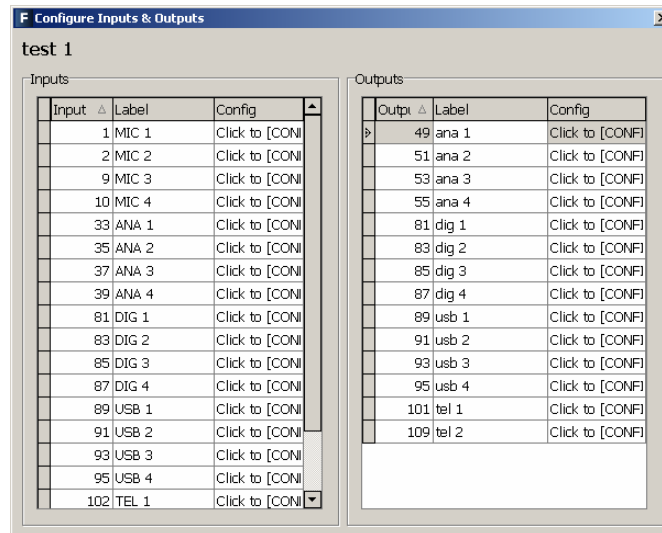 F Configure Inputs & Outputs
test 1
Inputs
Input Label Config
1 MIC 1 Click to [CONI
2 MIC 2 Click to [CONI
9 MIC 3 Click to [CONI
10 MIC 4 Click to [CONI
33 ANA 1 Click to [CONI
35 ANA 2 Click to [CONI
37 ANA 3 Click to [CONI
39 ANA 4 Click to [CONI
81 DIG 1 Click to [CONI
83 DIG 2 Click to [CONI
85 DIG 3 Click to [CONI
87 DIG 4 Click to [CONI
89 USB 1 Click to [CONI
91 USB 2 Click to [CONI
93 USB 3 Click to [CONI
95 USB 4 Click to [CONI
102 TEL 1 Click to [CONI
Outputs
Outpu Label Config
49 ana 1 Click to [CONFI
51 ana 2 Click to [CONFI
53 ana 3 Click to [CONFI
55 ana 4 Click to [CONFI
81 dig 1 Click to [CONFI
83 dig 2 Click to [CONFI
85 dig 3 Click to [CONFI
87 dig 4 Click to [CONFI
89 usb 1 Click to [CONFI
91 usb 2 Click to [CONFI
93 usb 3 Click to [CONFI
95 usb 4 Click to [CONFI
101 tel 1 Click to [CONFI
109 tel 2 Click to [CONFI